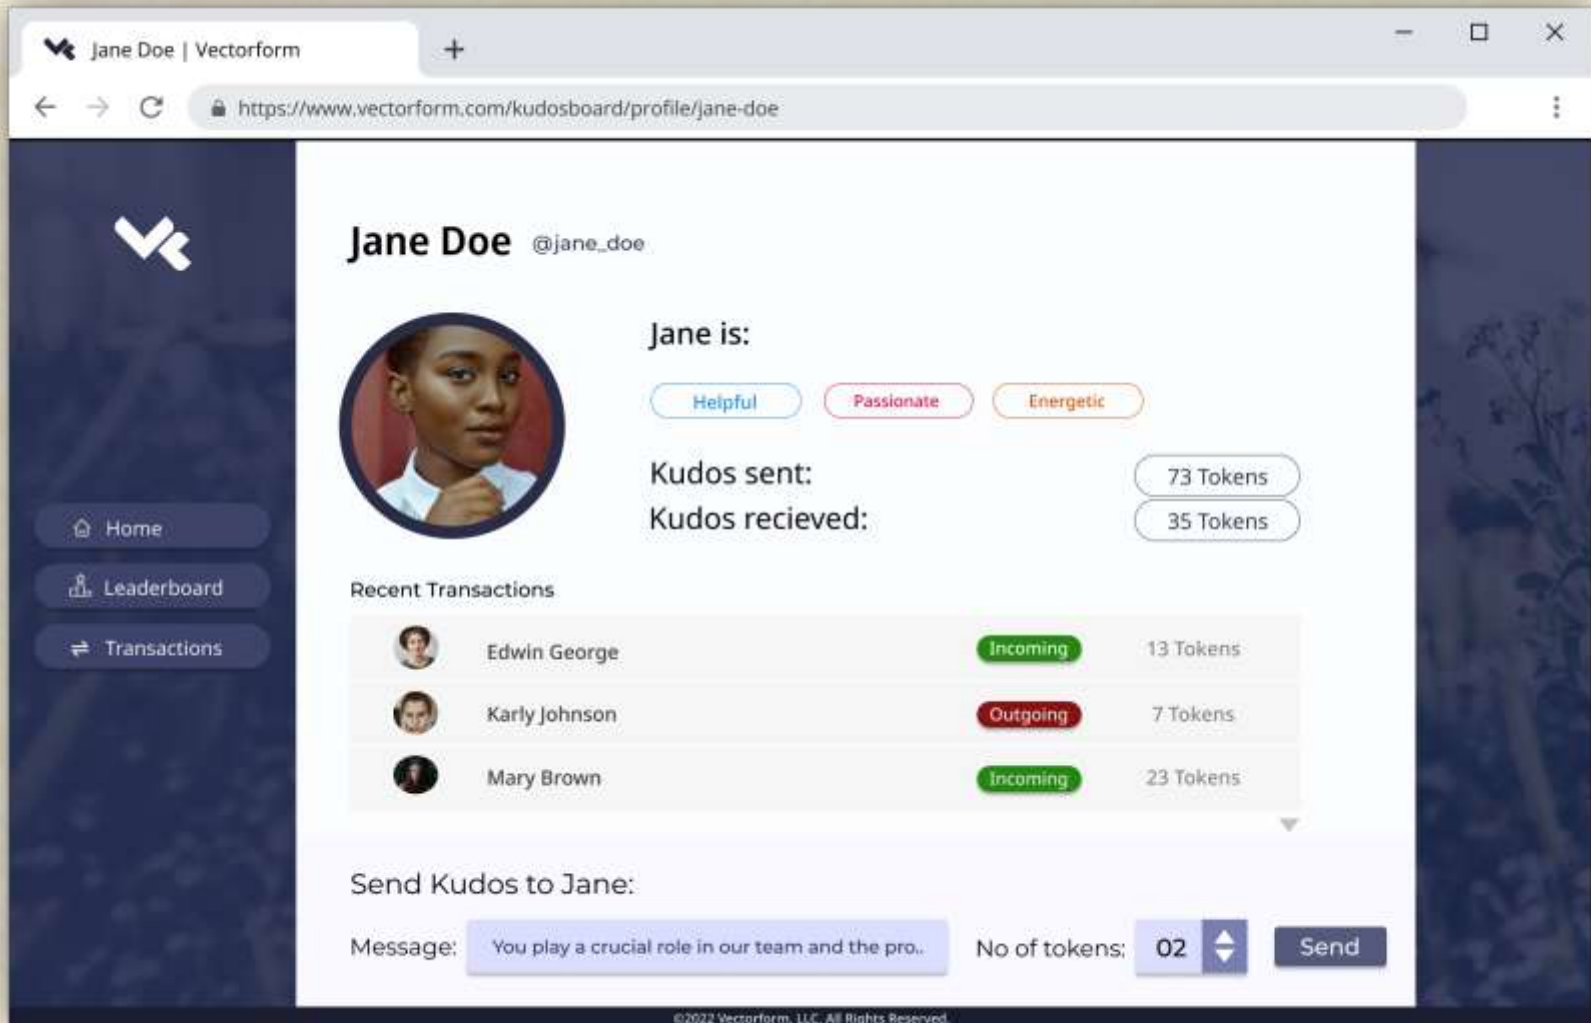 Jane Doe | Vectorform
https://www.vectorform.com/kudosboard/profile/jane-doe
Jane Doe @jane_doe
Jane is:
Helpful Passionate Energetic
Kudos sent: 73 Tokens
Kudos recieved: 35 Tokens
Home
Leaderboard
Transactions
Recent Transactions
Edwin George Incoming 13 Tokens
Karly Johnson Outgoing 7 Tokens
Mary Brown Incoming 23 Tokens
Send Kudos to Jane:
Message: You play a crucial role in our team and the pro.. No of tokens: 02 Send
©2022 Vectorform, LLC. All Rights Reserved.